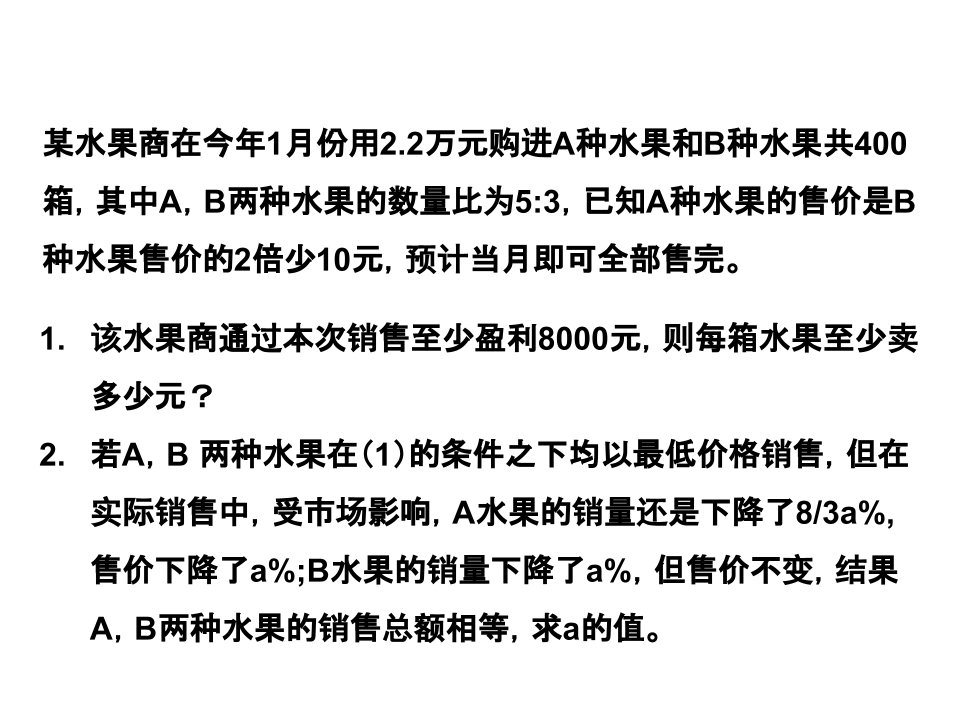 某水果商在今年1月份用2.2万元购进A种水果和B种水果共400
箱，其中A，B两种水果的数量比为5:3，已知A种水果的售价是B
种水果售价的2倍少10元，预计当月即可全部售完。
1. 该水果商通过本次销售至少盈利8000元，则每箱水果至少卖
多少元？
2. 若A，B 两种水果在（1）的条件之下均以最低价格销售，但在
实际销售中，受市场影响，A水果的销量还是下降了8/3a%,
售价下降了a%;B水果的销量下降了a%，但售价不变，结果
A，B两种水果的销售总额相等，求a的值。